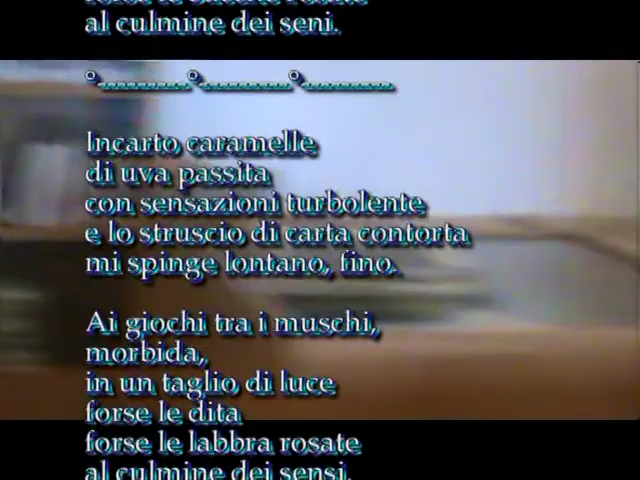 al culmine dei seni.
°..............°..............°..............
Incarto caramelle
di uva passita
con sensazioni turbolente
e lo struscio di carta contorta
mi spinge lontano, fino.
Ai giochi tra i muschi,
morbida,
in un taglio di luce
forse le dita
forse le labbra rosate
al culmine dei sensi.